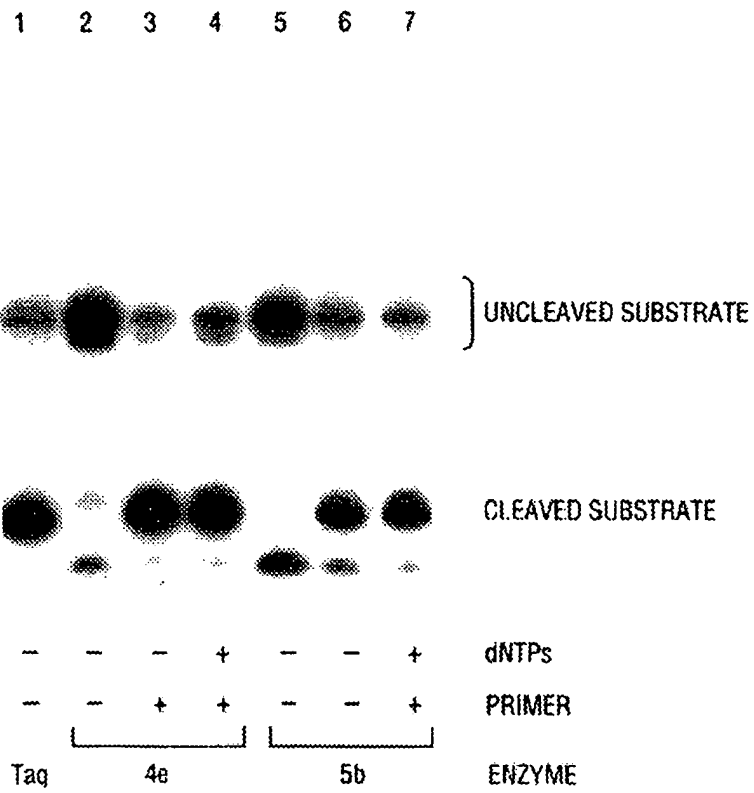 1 2 3 4 5 6 7
UNCLEAVED SUBSTRATE
CLEAVED SUBSTRATE
- - - + - - + dNTPs
- - + + - - + PRIMER
Taq 4e 5b ENZYME